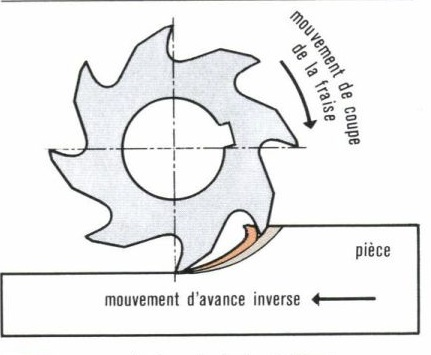 mouvement de coupe
de la fraise
pièce
mouvement d'avance inverse